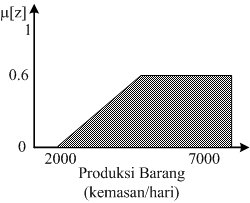 μ[z]
1
0.6
0
2000 7000
Produksi Barang
(kemasan/hari)